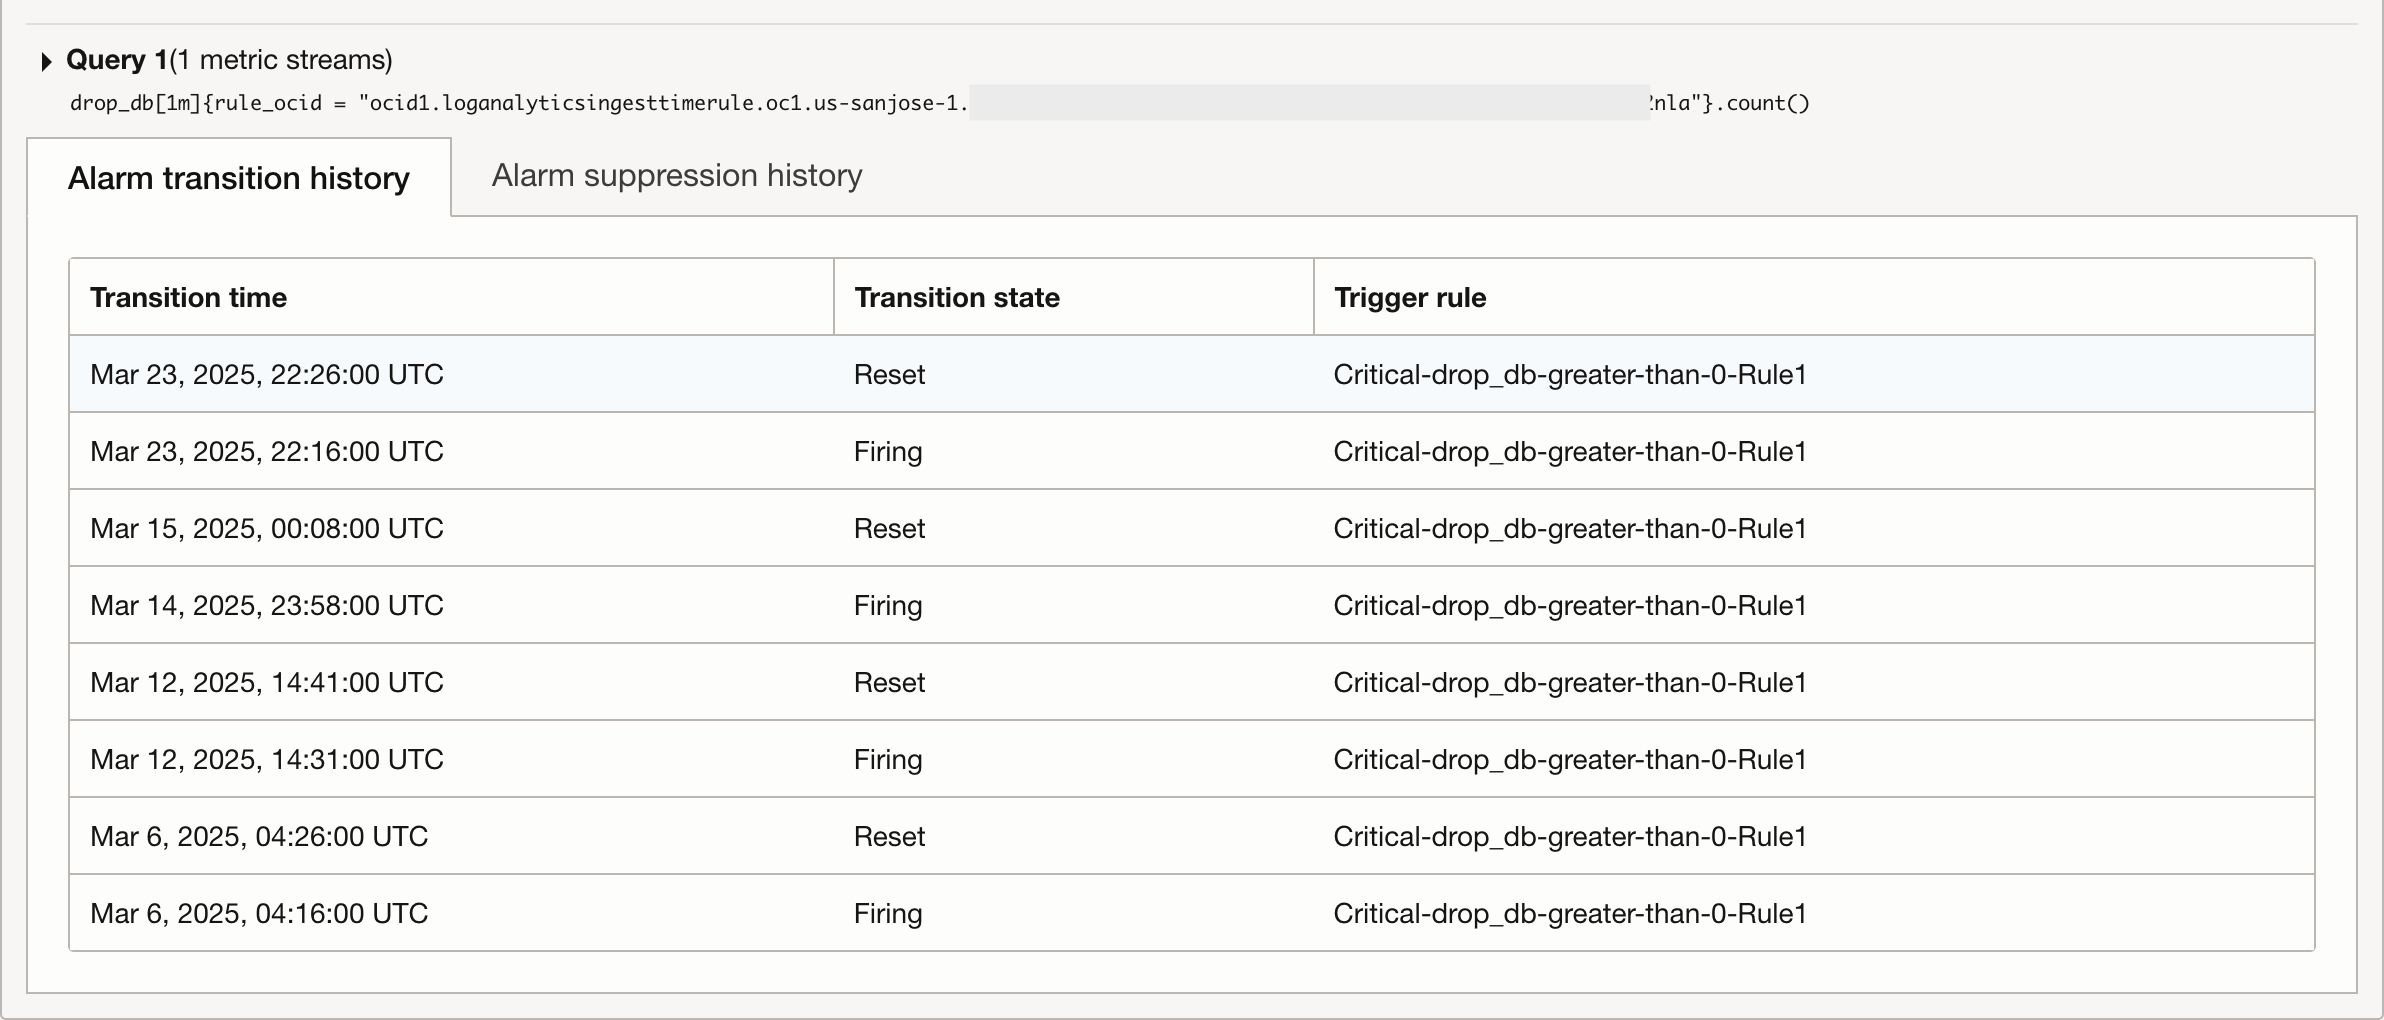 Query 1(1 metric streams)
drop_db[1m]{rule_ocid = "ocid1.loganalyticsingesttimerule.oc1.us-sanjose-1. nla"}.count()
Alarm transition history Alarm suppression history
Transition time Transition state Trigger rule
Mar 23, 2025, 22:26:00 UTC Reset Critical-drop_db-greater-than-0-Rule1
Mar 23, 2025, 22:16:00 UTC Firing Critical-drop_db-greater-than-0-Rule1
Mar 15, 2025, 00:08:00 UTC Reset Critical-drop_db-greater-than-0-Rule1
Mar 14, 2025, 23:58:00 UTC Firing Critical-drop_db-greater-than-0-Rule1
Mar 12, 2025, 14:41:00 UTC Reset Critical-drop_db-greater-than-0-Rule1
Mar 12, 2025, 14:31:00 UTC Firing Critical-drop_db-greater-than-0-Rule1
Mar 6, 2025, 04:26:00 UTC Reset Critical-drop_db-greater-than-0-Rule1
Mar 6, 2025, 04:16:00 UTC Firing Critical-drop_db-greater-than-0-Rule1